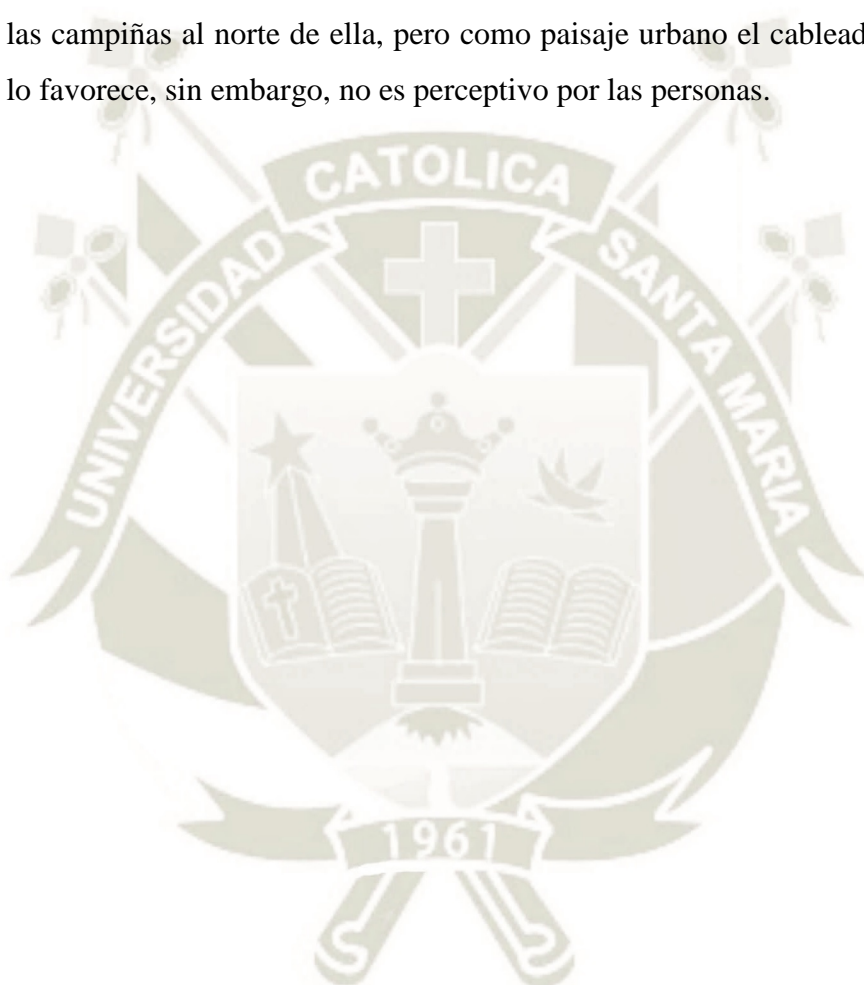 las campiñas al norte de ella, pero como paisaje urbano el cablead
lo favorece, sin embargo, no es perceptivo por las personas.
CATOLICA
UNIVERSIDAD
SANTA MARIA
1961